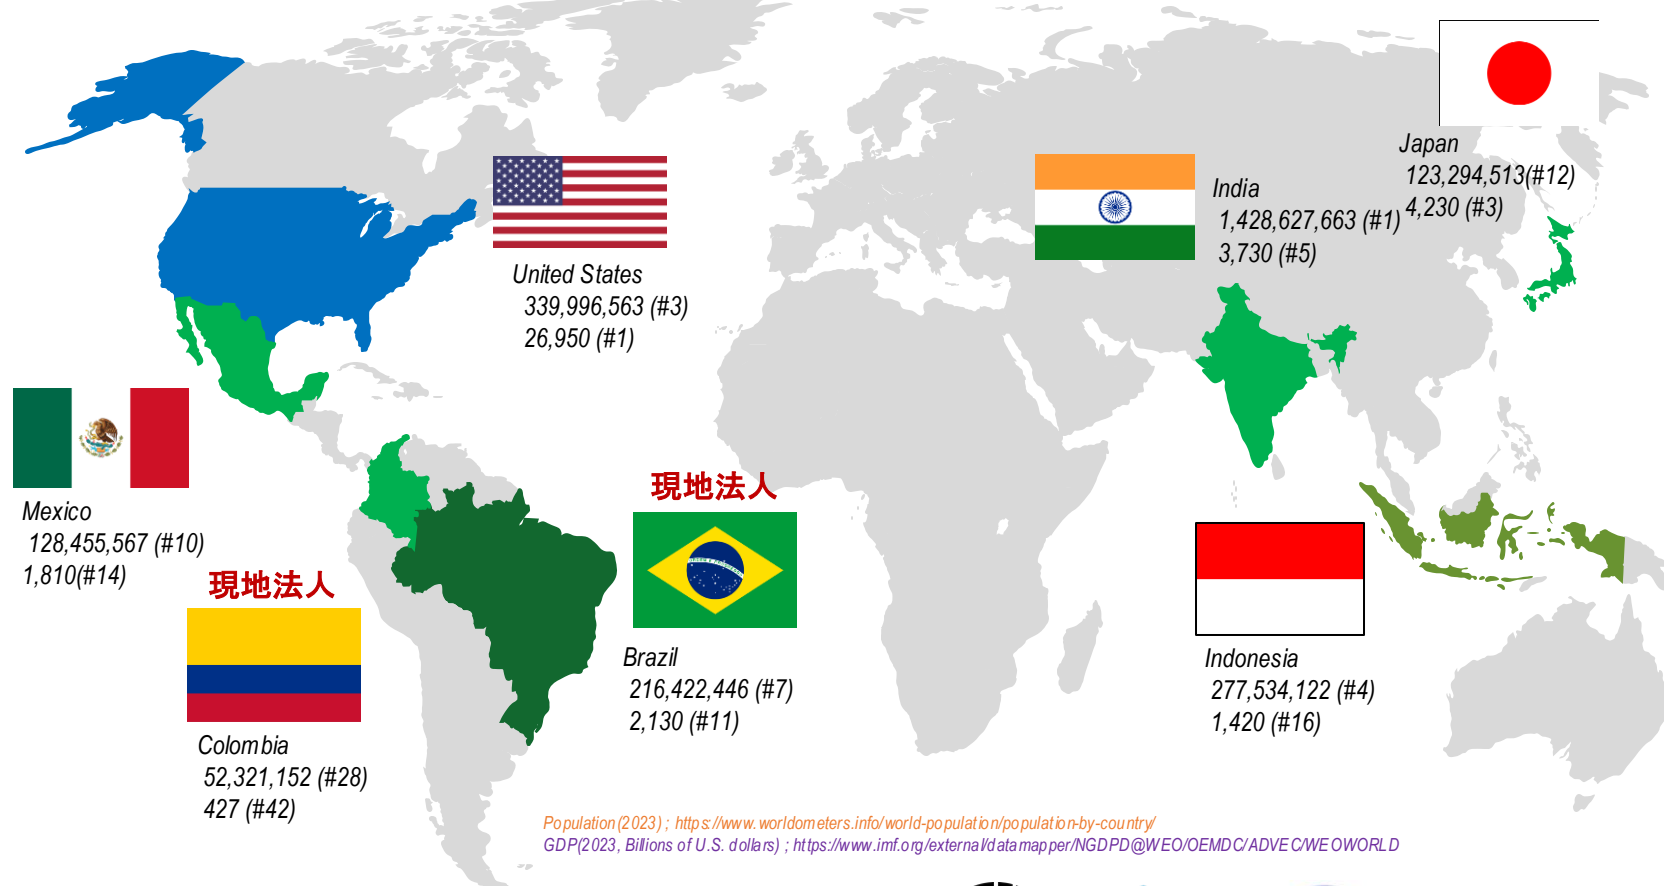 Japan
123,294,513(#12)
4,230 (#3)
India
1,428,627,663 (#1)
3,730 (#5)
United States
339,996,563 (#3)
26,950 (#1)
Mexico
128,455,567 (#10)
1,810(#14)
現地法人
Colombia
52,321,152 (#28)
427 (#42)
現地法人
Brazil
216,422,446 (#7)
2,130 (#11)
Indonesia
277,534,122 (#4)
1,420 (#16)
Population(2023) ; https://www.worldometers.info/world-population/population-by-country/
GDP(2023, Billions of U.S. dollars) ; https://www.imf.org/external/datamapper/NGDPD@WEO/OEMDC/ADVEC/WEOWORLD